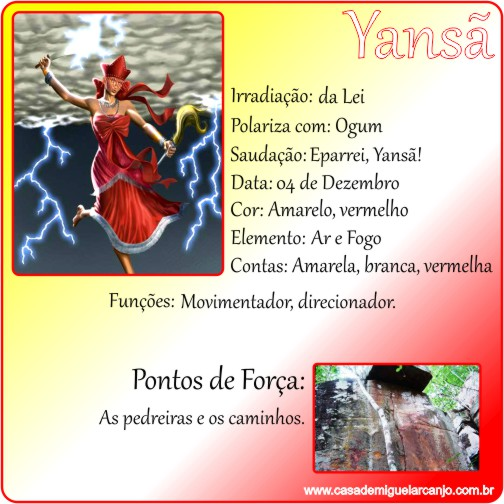 Yansã
Irradiação: da Lei
Polariza com: Ogum
Saudação: Eparrei, Yansã!
Data: 04 de Dezembro
Cor: Amarelo, vermelho
Elemento: Ar e Fogo
Contas: Amarela, branca, vermelha
Funções: Movimentador, direcionador.
Pontos de Força:
As pedreiras e os caminhos.
www.casademiguelarcanjo.com.br